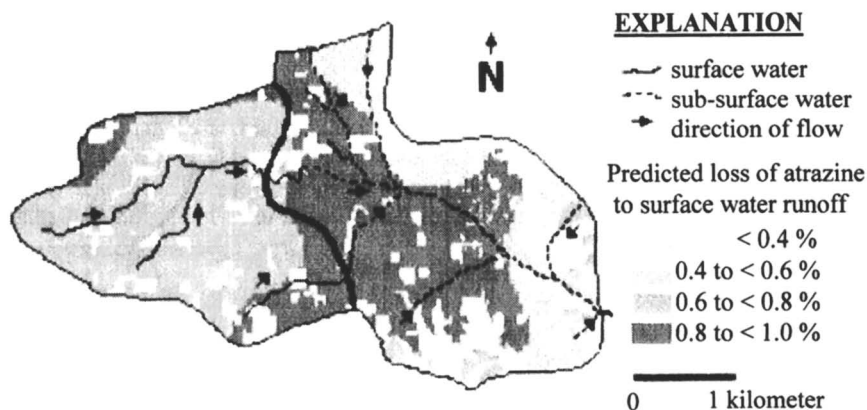 N
EXPLANATION
surface water
sub-surface water
direction of flow
Predicted loss of atrazine
to surface water runoff
< 0.4 %
0.4 to < 0.6 %
0.6 to < 0.8 %
0.8 to < 1.0 %
0 1 kilometer